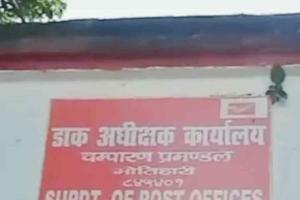 डाक अधीक्षक कार्यालय
चम्पारण प्रमण्डल
मोतिहारी
८४५४०१
SUPDT. OF POST OFFICES